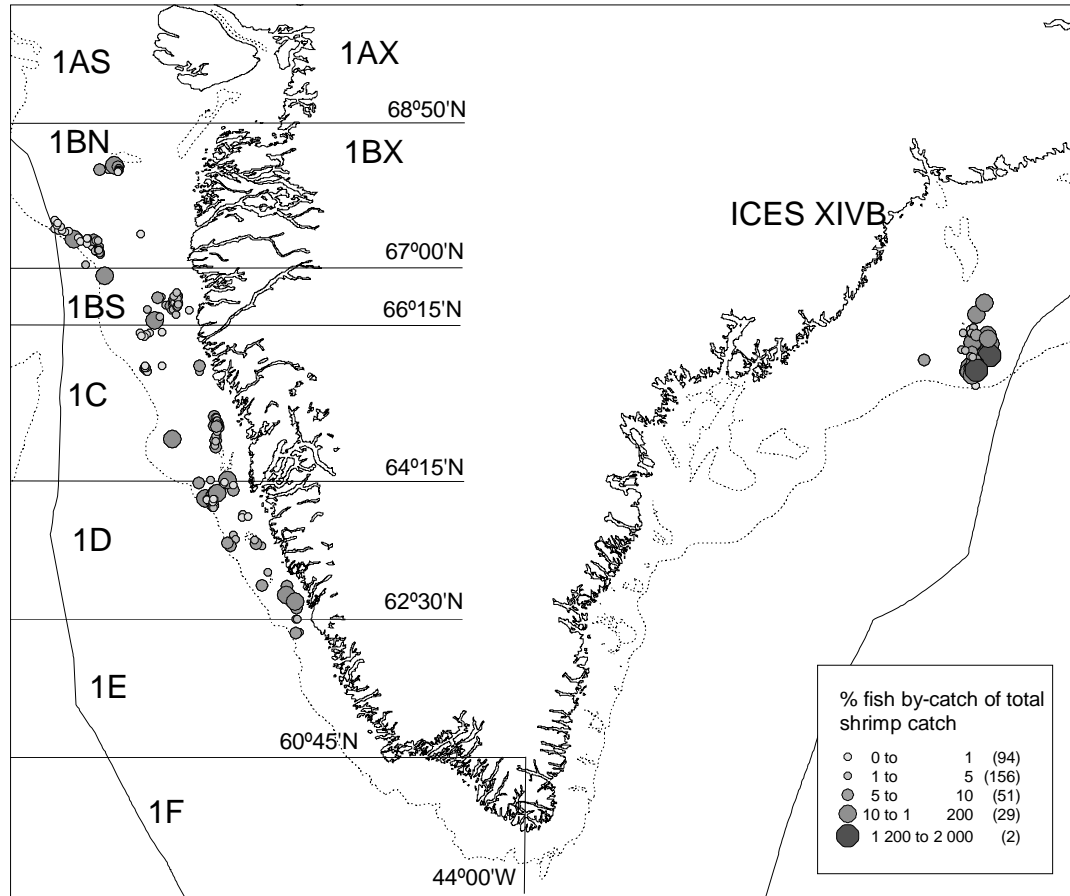 1AS
1AX
68º50'N
1BN
1BX
ICES XIVB
67º00'N
1BS
66º15'N
1C
64º15'N
1D
62º30'N
1E
60º45'N
1F
44º00'W
% fish by-catch of total
shrimp catch
0 to 1 (94)
1 to 5 (156)
5 to 10 (51)
10 to 1 200 (29)
1 200 to 2 000 (2)